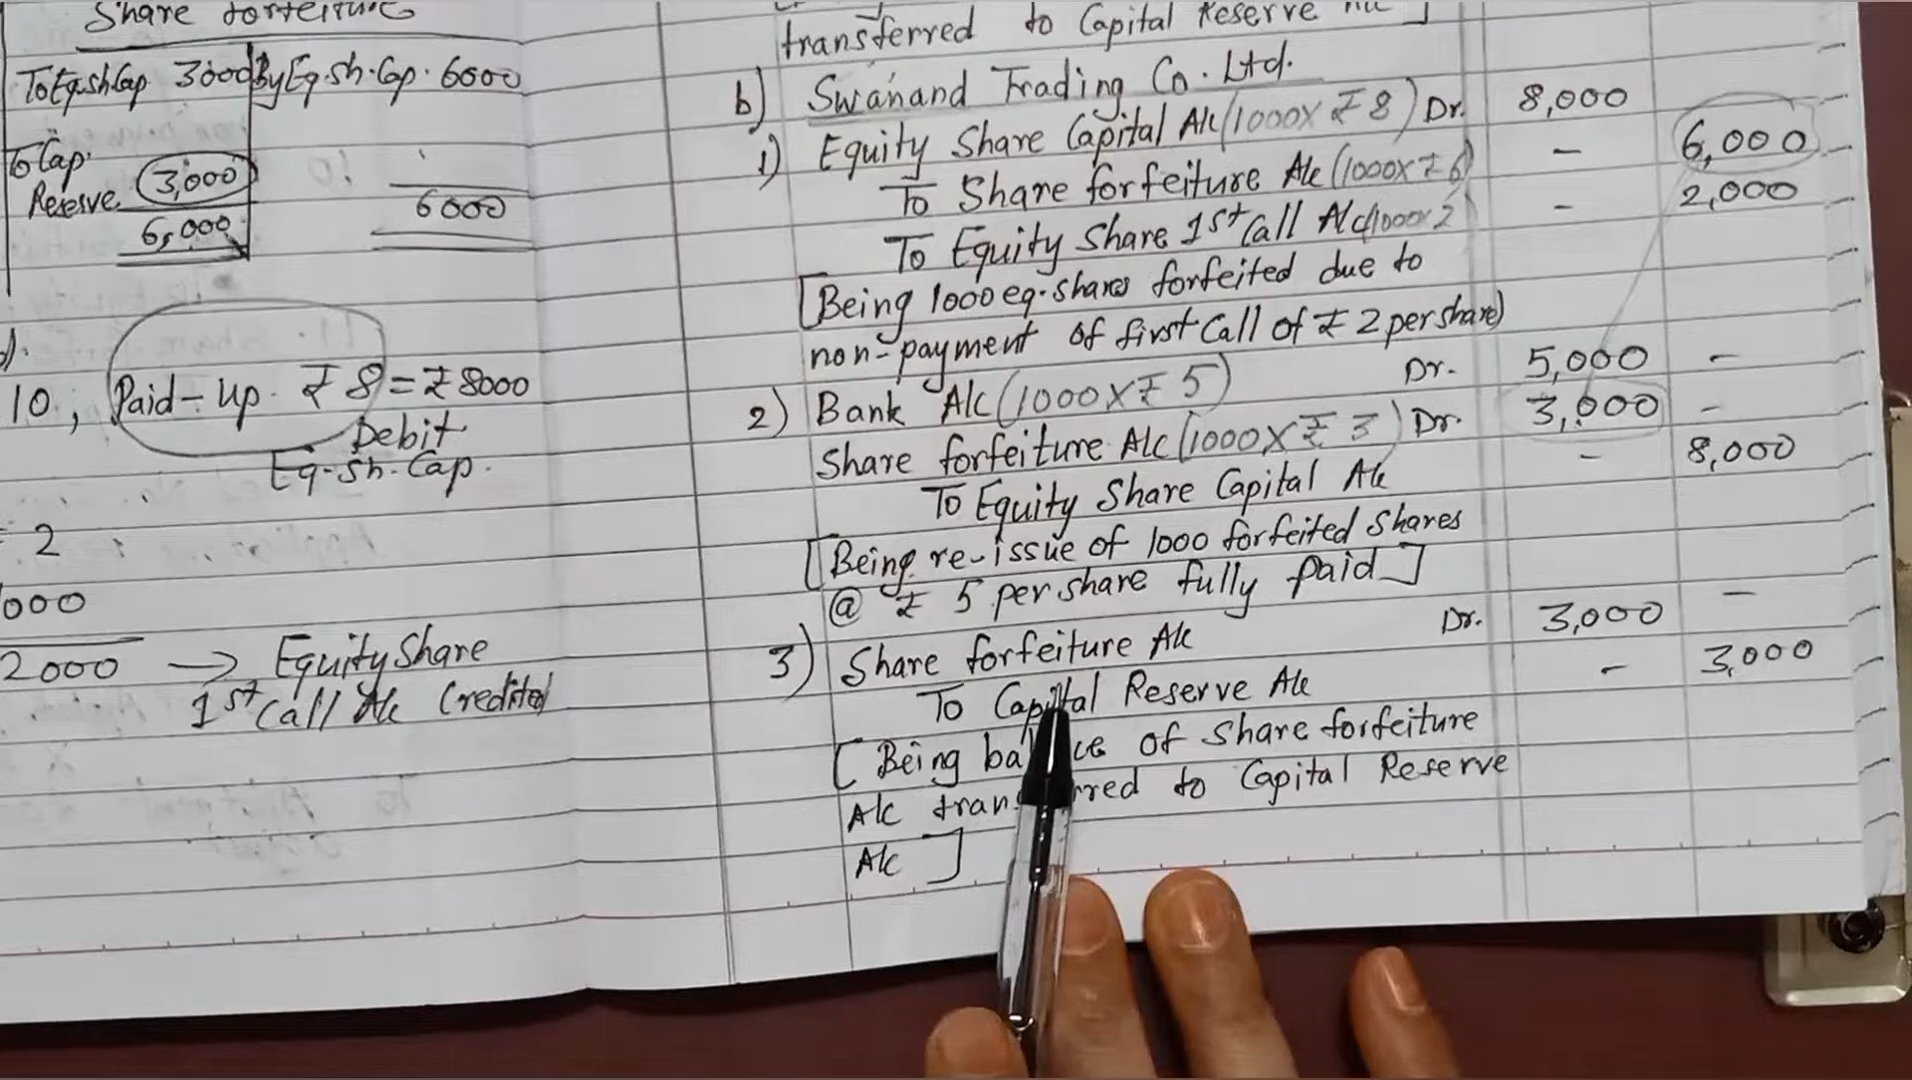 Share forfeiture
To Eq.sh Cap 3000 By Eq.Sh.Cap. 6000
To Cap.
Reserve 3,000
6,000 6000
10, Paid-up. ₹ 8 = ₹ 8000
Debit
Eq-Sh.Cap.
= 2
000
2000 → Equity Share
1st Call A/c Credited
transferred to Capital Reserve A/c ]
b) Swanand Trading Co. Ltd.
1) Equity Share Capital A/c (1000 X ₹ 8) Dr. 8,000
To Share forfeiture A/c (1000 X ₹ 6) - 6,000
To Equity Share 1st Call A/c (1000 x 2 - 2,000
[Being 1000 eq. shares forfeited due to
non-payment of first Call of ₹ 2 per share)
2) Bank A/c (1000 X ₹ 5) Dr. 5,000 -
Share forfeiture A/c (1000 X ₹ 3) Dr. 3,000 -
To Equity Share Capital A/c - 8,000
[Being re-issue of 1000 forfeited shares
@ ₹ 5 per share fully paid]
3) Share forfeiture A/c Dr. 3,000 -
To Capital Reserve A/c - 3,000
[Being balance of Share forfeiture
A/c transferred to Capital Reserve
A/c]